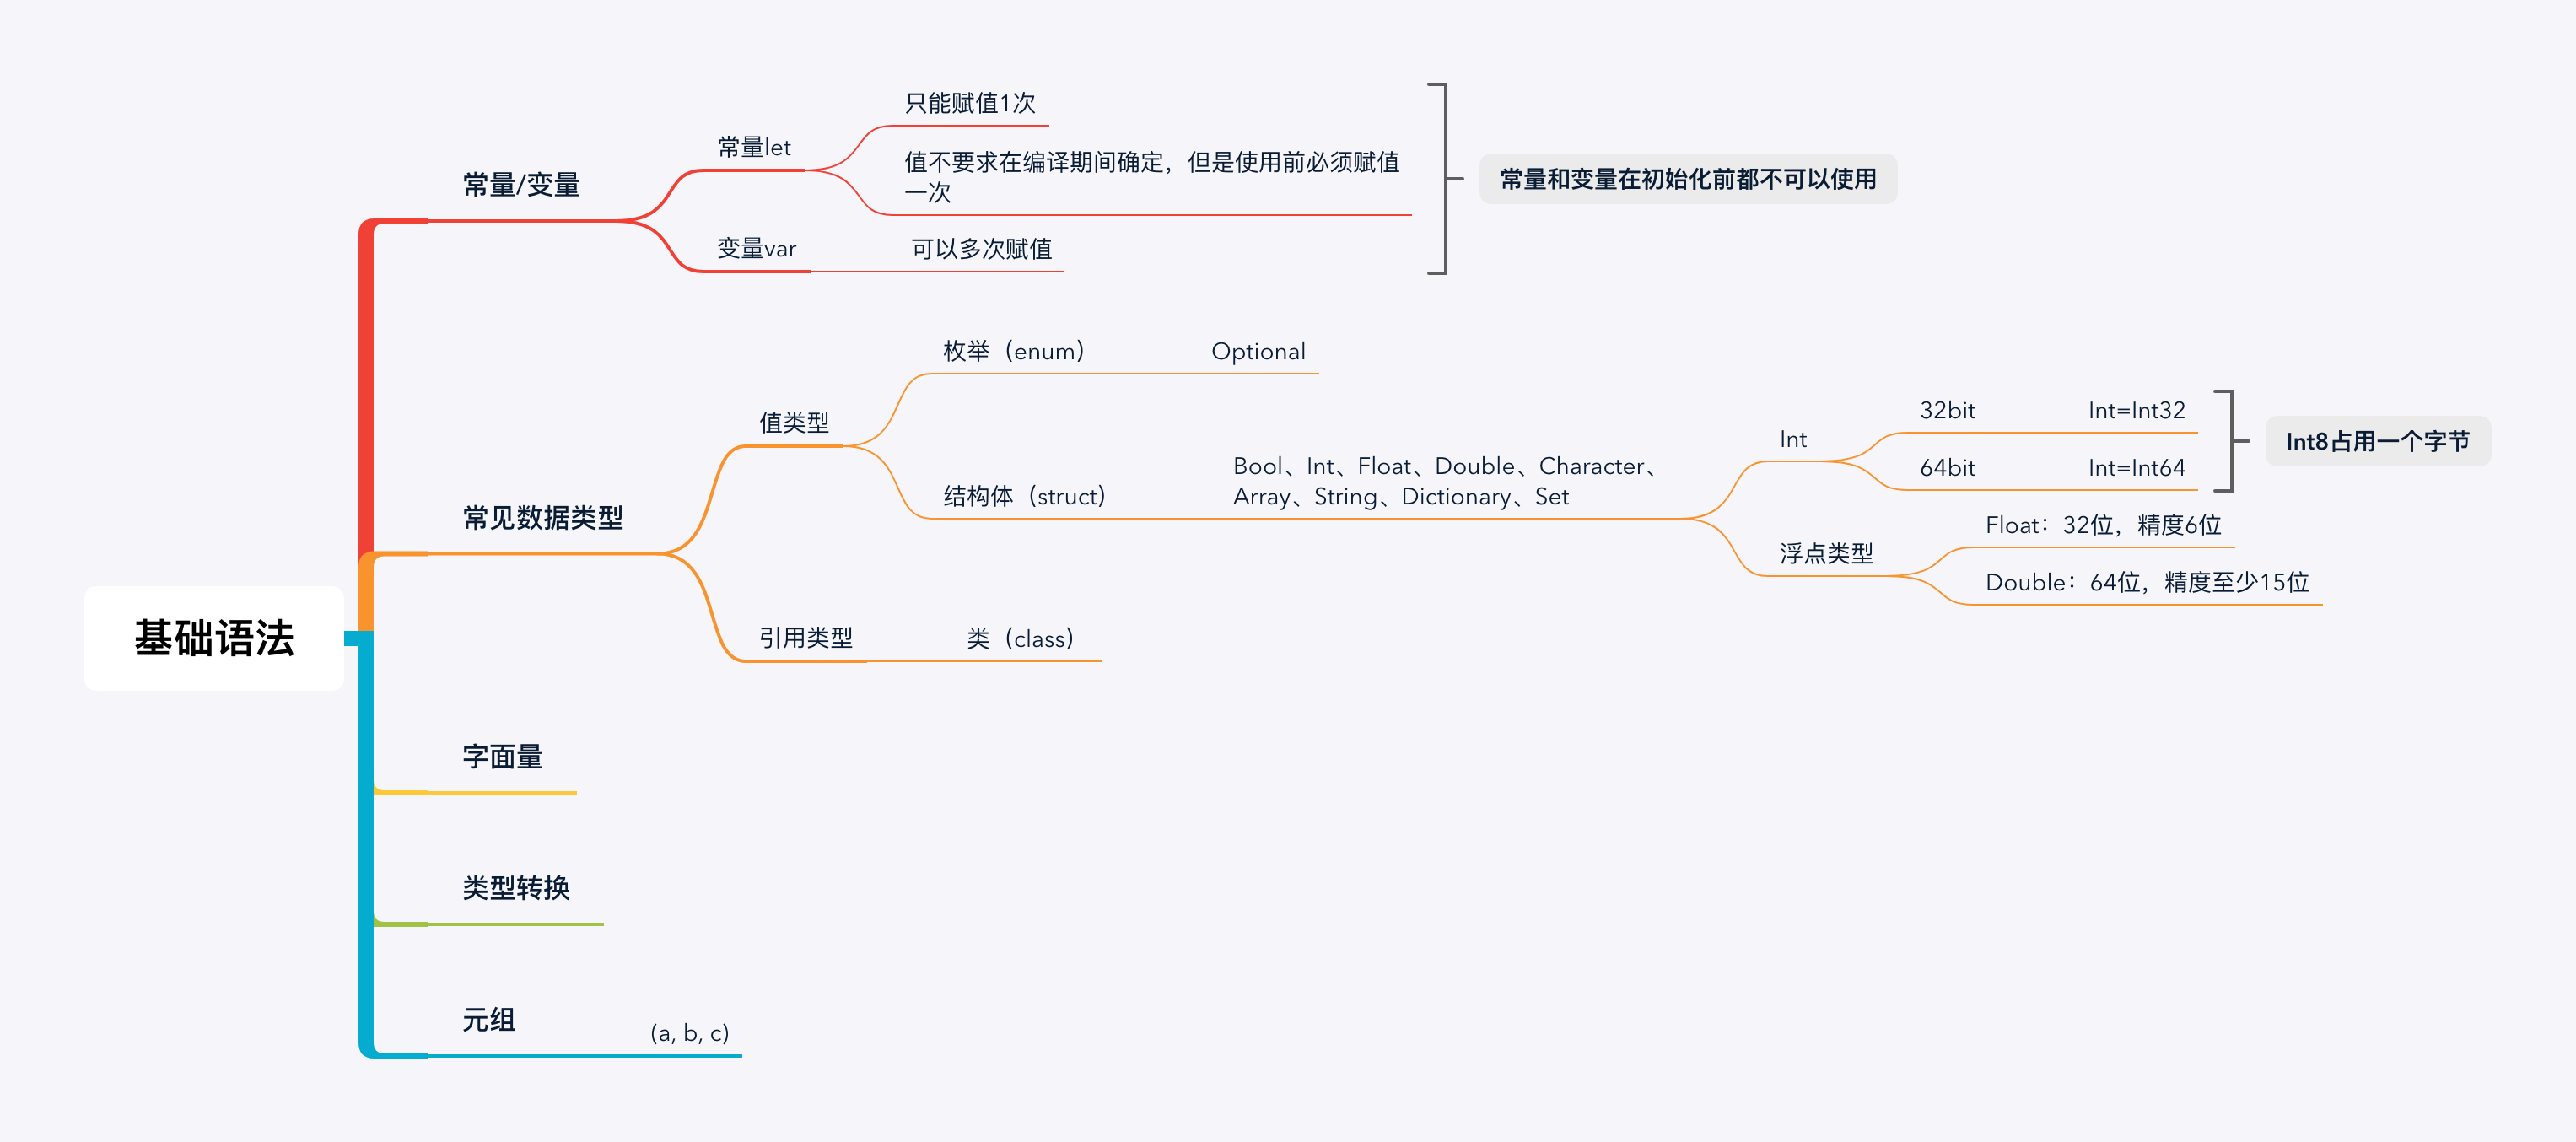 基础语法
常量/变量
常量let
只能赋值1次
值不要求在编译期间确定，但是使用前必须赋值
一次
变量var
可以多次赋值
常量和变量在初始化前都不可以使用
常见数据类型
值类型
枚举（enum）
Optional
结构体（struct）
Bool、Int、Float、Double、Character、
Array、String、Dictionary、Set
Int
32bit
Int=Int32
64bit
Int=Int64
Int8占用一个字节
浮点类型
Float：32位，精度6位
Double：64位，精度至少15位
引用类型
类（class）
字面量
类型转换
元组
(a, b, c)